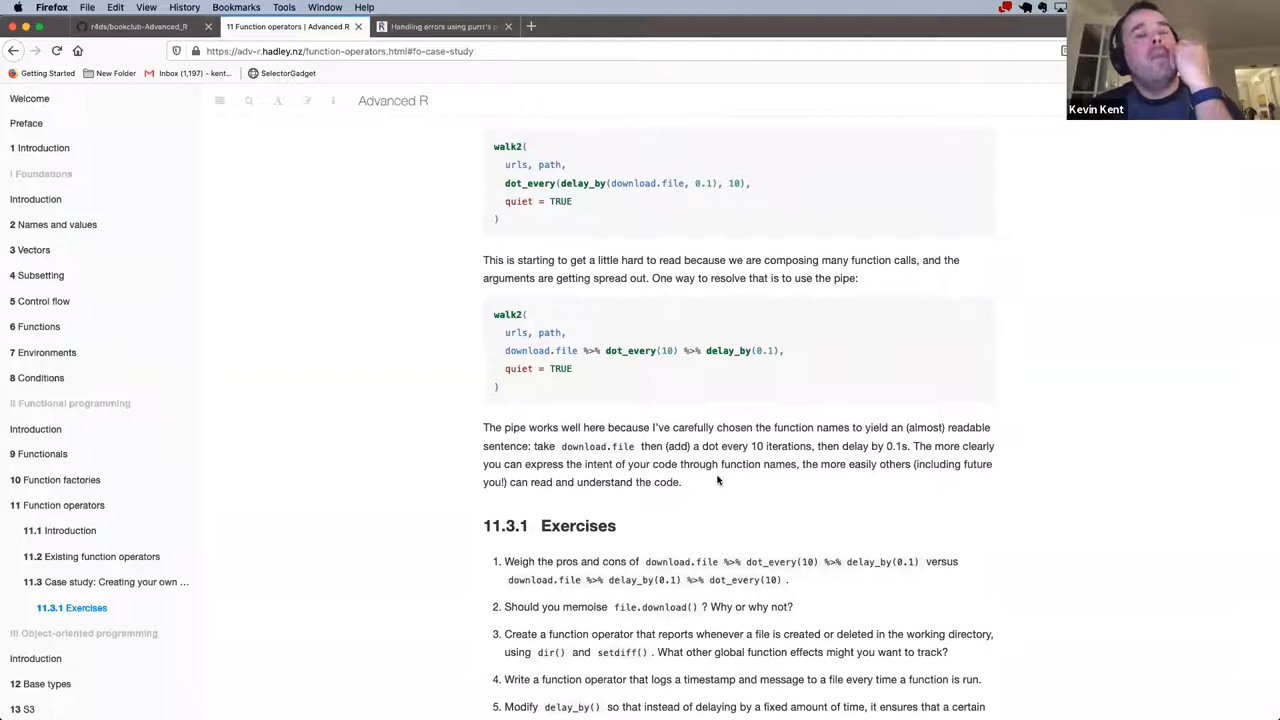 Firefox File Edit View History Bookmarks Tools Window Help
r4ds/bookclub-Advanced_R
11 Function operators | Advanced R
Handling errors using purrr's p
https://adv-r.hadley.nz/function-operators.html#fo-case-study
Getting Started New Folder Inbox (1,197) - kent... SelectorGadget
Kevin Kent
Advanced R
Welcome
Preface
1 Introduction
I Foundations
Introduction
2 Names and values
3 Vectors
4 Subsetting
5 Control flow
6 Functions
7 Environments
8 Conditions
II Functional programming
Introduction
9 Functionals
10 Function factories
11 Function operators
11.1 Introduction
11.2 Existing function operators
11.3 Case study: Creating your own ...
11.3.1 Exercises
III Object-oriented programming
Introduction
12 Base types
13 S3
walk2(
urls, path,
dot_every(delay_by(download.file, 0.1), 10),
quiet = TRUE
)
This is starting to get a little hard to read because we are composing many function calls, and the
arguments are getting spread out. One way to resolve that is to use the pipe:
walk2(
urls, path,
download.file %>% dot_every(10) %>% delay_by(0.1),
quiet = TRUE
)
The pipe works well here because I've carefully chosen the function names to yield an (almost) readable
sentence: take download.file then (add) a dot every 10 iterations, then delay by 0.1s. The more clearly
you can express the intent of your code through function names, the more easily others (including future
you!) can read and understand the code.
11.3.1 Exercises
1. Weigh the pros and cons of download.file %>% dot_every(10) %>% delay_by(0.1) versus
download.file %>% delay_by(0.1) %>% dot_every(10) .
2. Should you memoise file.download() ? Why or why not?
3. Create a function operator that reports whenever a file is created or deleted in the working directory,
using dir() and setdiff() . What other global function effects might you want to track?
4. Write a function operator that logs a timestamp and message to a file every time a function is run.
5. Modify delay_by() so that instead of delaying by a fixed amount of time, it ensures that a certain